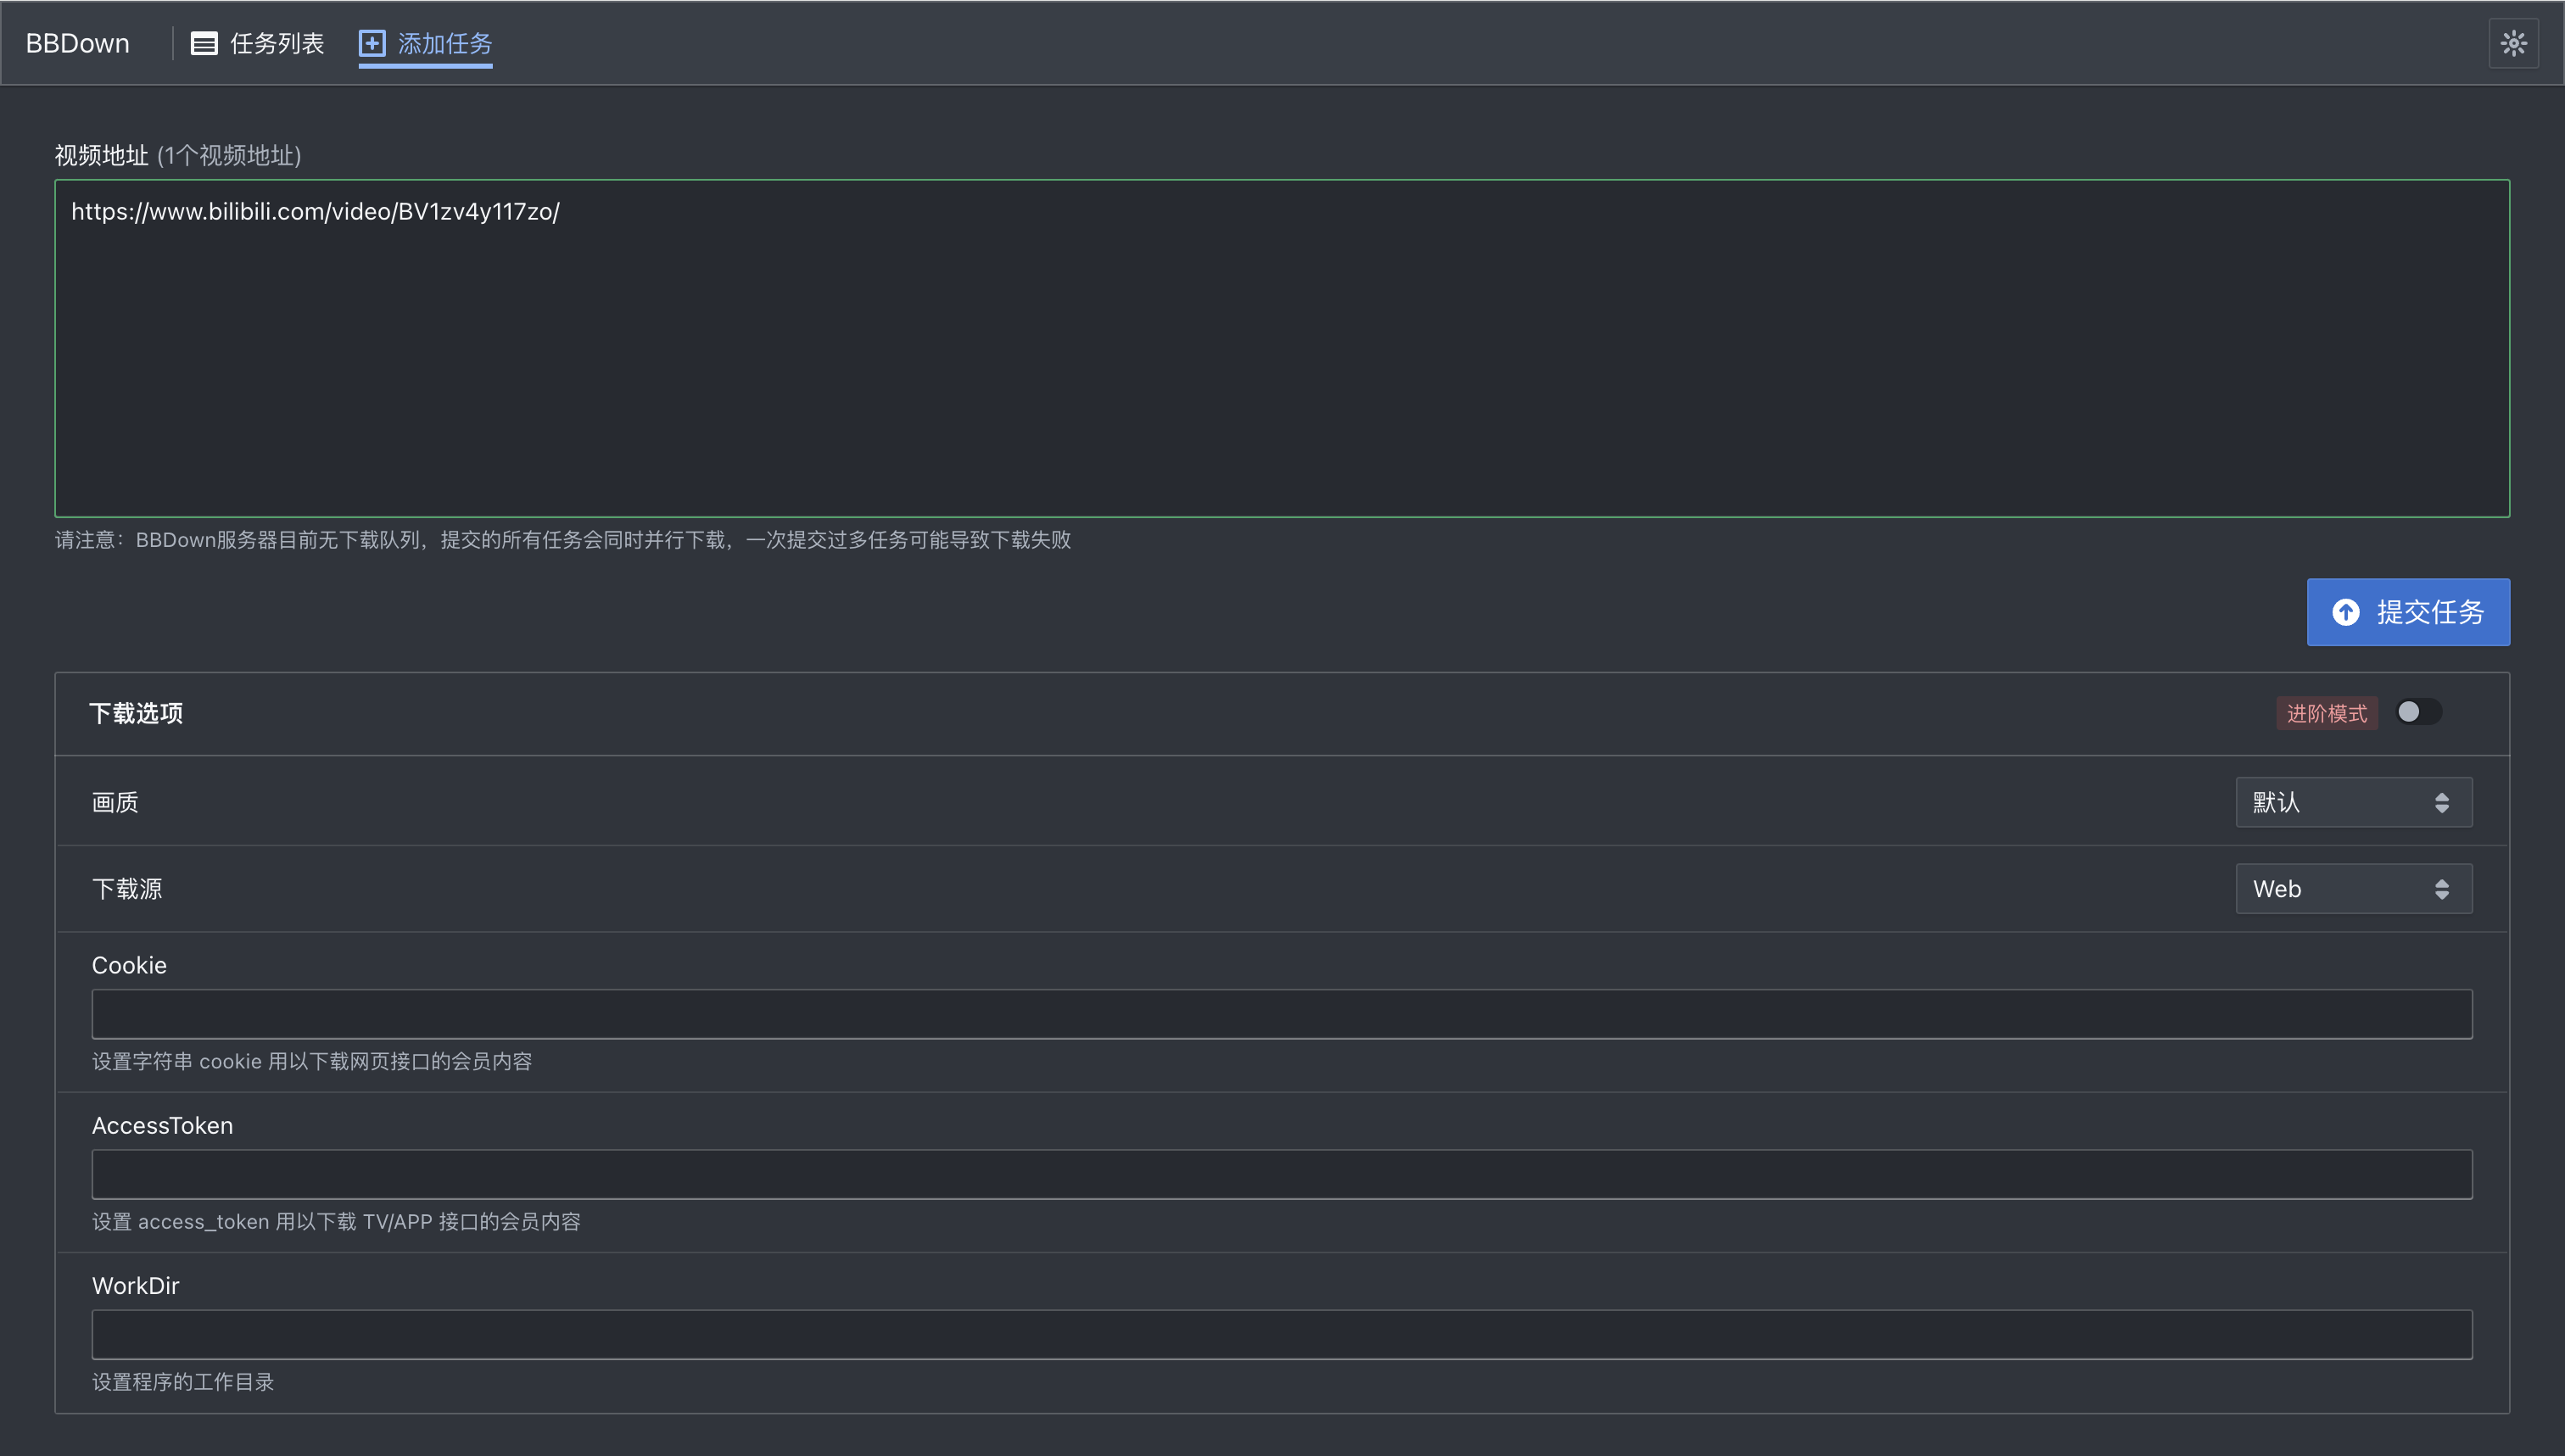 BBDown 任务列表 添加任务
视频地址 (1个视频地址)
https://www.bilibili.com/video/BV1zv4y117zo/
请注意：BBDown服务器目前无下载队列，提交的所有任务会同时并行下载，一次提交过多任务可能导致下载失败
提交任务
下载选项 进阶模式
画质 默认
下载源 Web
Cookie
设置字符串 cookie 用以下载网页接口的会员内容
AccessToken
设置 access_token 用以下载 TV/APP 接口的会员内容
WorkDir
设置程序的工作目录